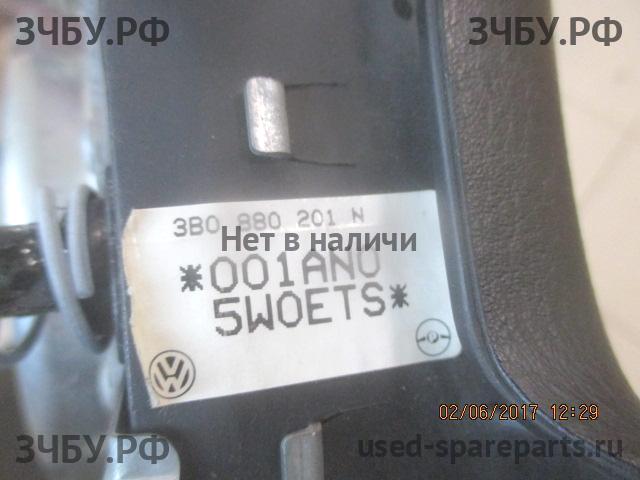 ЗЧБУ.РФ ЗЧБУ.РФ
3B0 880 201 N
Нет в наличи
*001ANU
5W0ETS*
02/06/2017 12:29
ЗЧБУ.РФ used-spareparts.ru